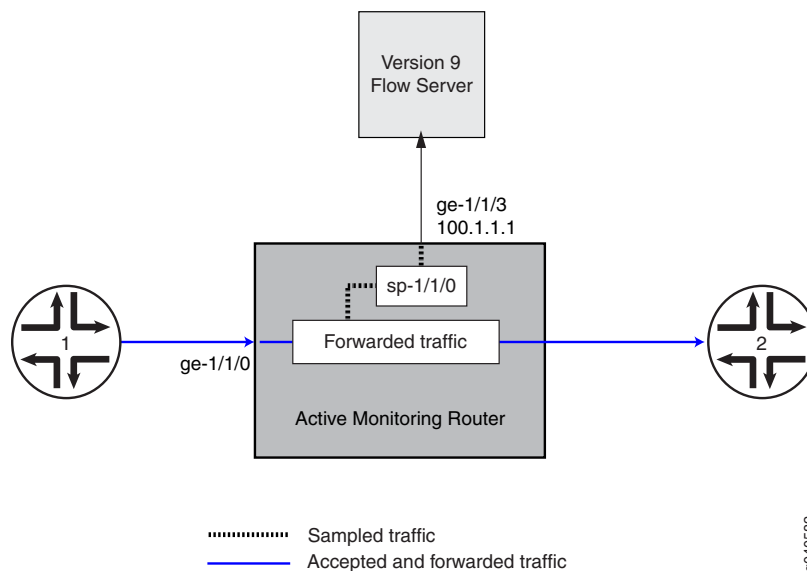 Version 9
Flow Server
ge-1/1/3
100.1.1.1
sp-1/1/0
1
Forwarded traffic
2
ge-1/1/0
Active Monitoring Router
Sampled traffic
Accepted and forwarded traffic